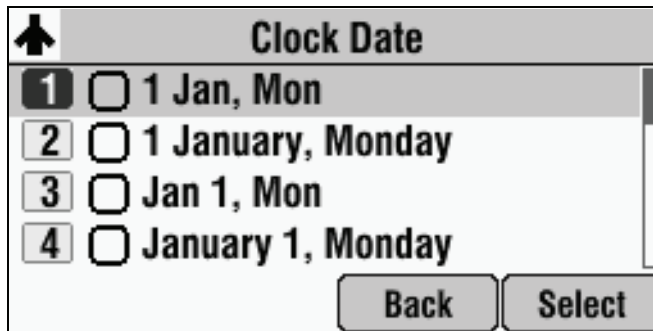 Clock Date
1 1 Jan, Mon
2 1 January, Monday
3 Jan 1, Mon
4 January 1, Monday
Back Select